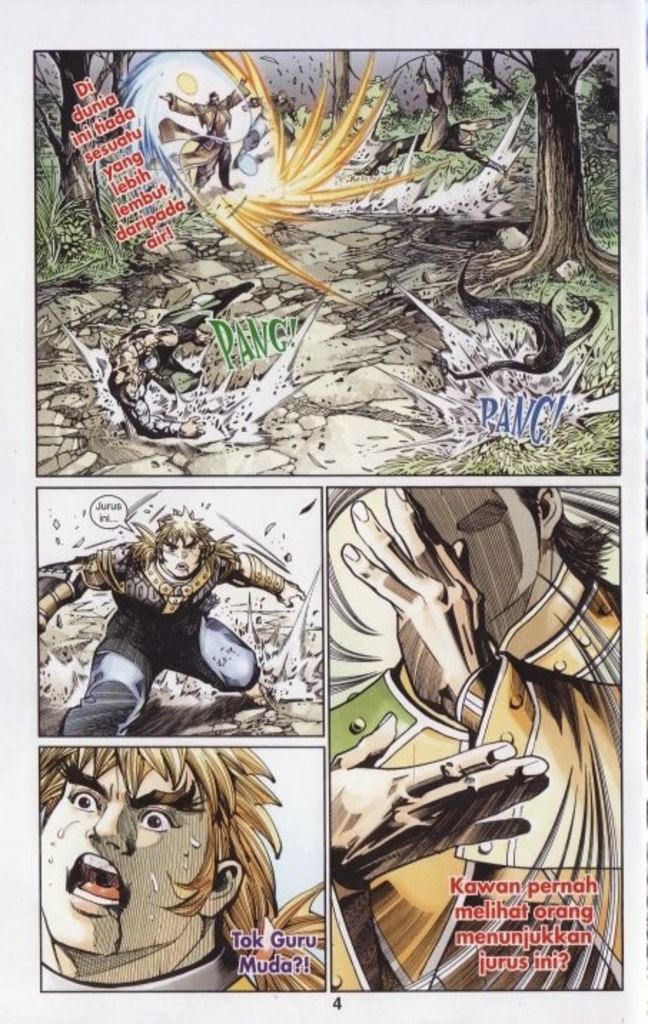 Di
dunia
ini tiada
sesuatu
yang
lebih
lembut
daripada
air!
PANG!
PANG!
Jurus
ini...
Tok Guru
Muda?!
Kawan pernah
melihat orang
menunjukkan
jurus ini?
4